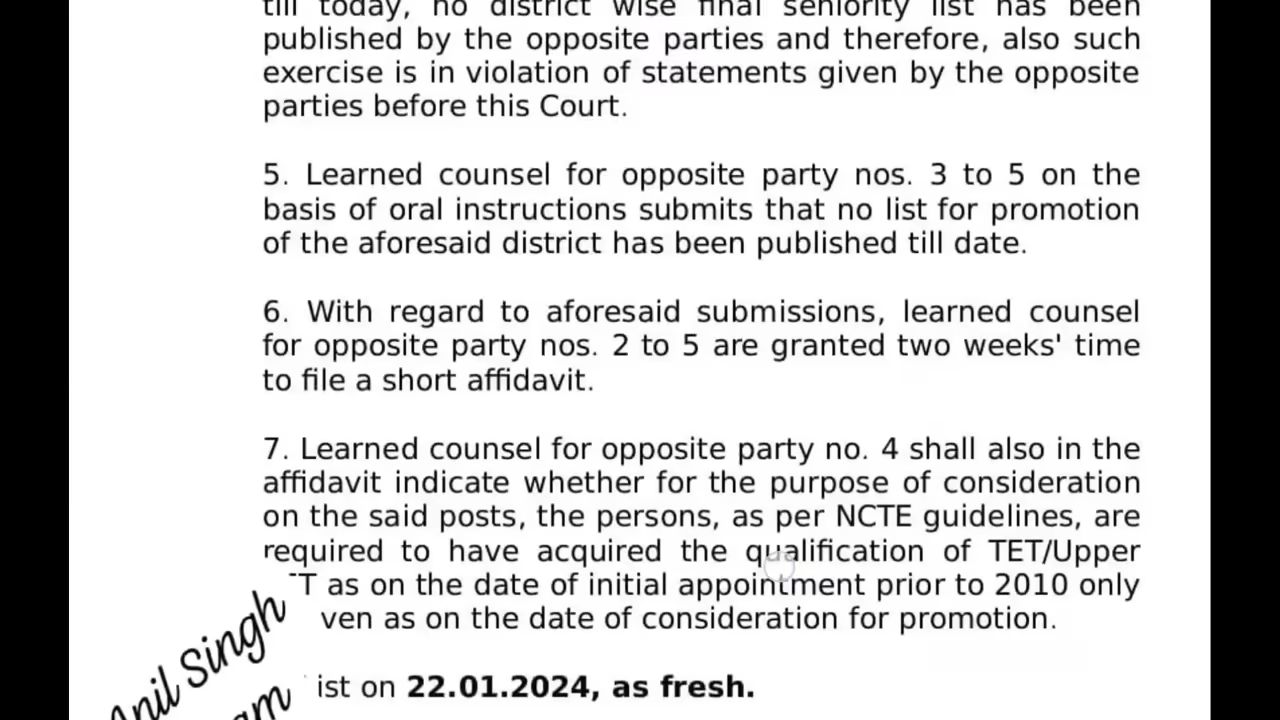 till today, no district wise final seniority list has been
published by the opposite parties and therefore, also such
exercise is in violation of statements given by the opposite
parties before this Court.
5. Learned counsel for opposite party nos. 3 to 5 on the
basis of oral instructions submits that no list for promotion
of the aforesaid district has been published till date.
6. With regard to aforesaid submissions, learned counsel
for opposite party nos. 2 to 5 are granted two weeks' time
to file a short affidavit.
7. Learned counsel for opposite party no. 4 shall also in the
affidavit indicate whether for the purpose of consideration
on the said posts, the persons, as per NCTE guidelines, are
required to have acquired the qualification of TET/Upper
T as on the date of initial appointment prior to 2010 only
ven as on the date of consideration for promotion.
ist on 22.01.2024, as fresh.
Anil Singh